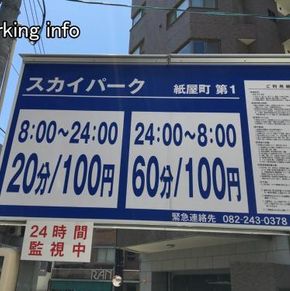 rking info
スカイパーク 紙屋町 第1
8:00~24:00
20分/100円
24:00~8:00
60分/100円
緊急連絡先 082-243-0378
24時間
監視中